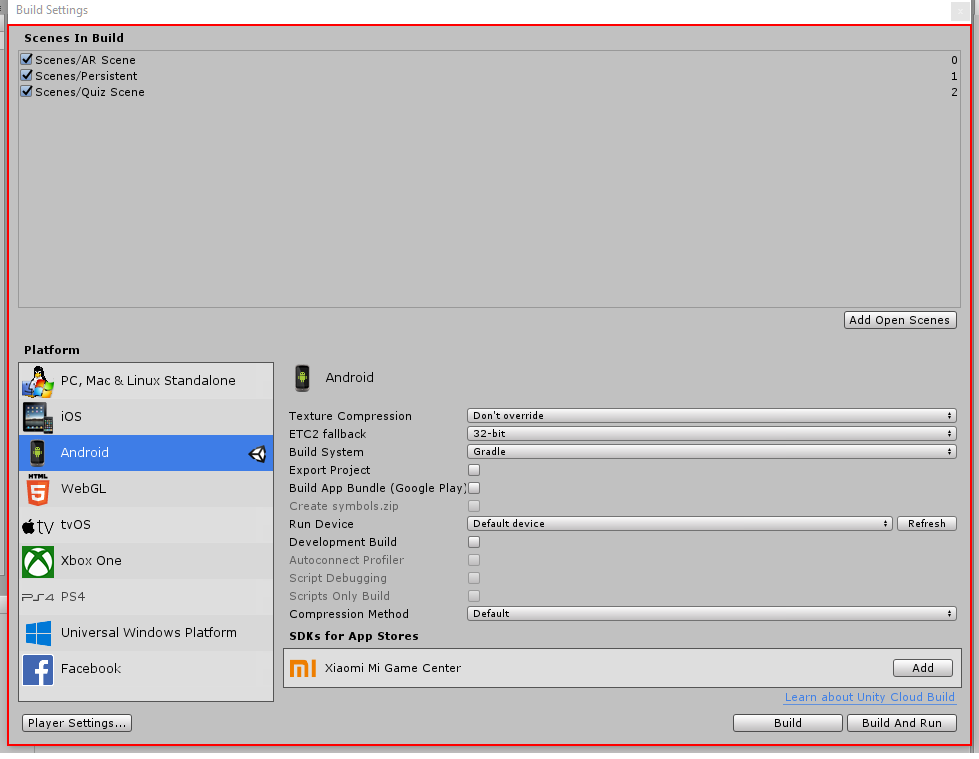 Build Settings
Scenes In Build
Scenes/AR Scene 0
Scenes/Persistent 1
Scenes/Quiz Scene 2
Add Open Scenes
Platform
PC, Mac & Linux Standalone
iOS
Android
HTML
5
WebGL
tv
tvOS
Xbox One
PS4
Universal Windows Platform
f
Facebook
Android
Texture Compression Don't override
ETC2 fallback 32-bit
Build System Gradle
Export Project
Build App Bundle (Google Play)
Create symbols.zip
Run Device Default device Refresh
Development Build
Autoconnect Profiler
Script Debugging
Scripts Only Build
Compression Method Default
SDKs for App Stores
mi Xiaomi Mi Game Center Add
Learn about Unity Cloud Build
Player Settings... Build Build And Run